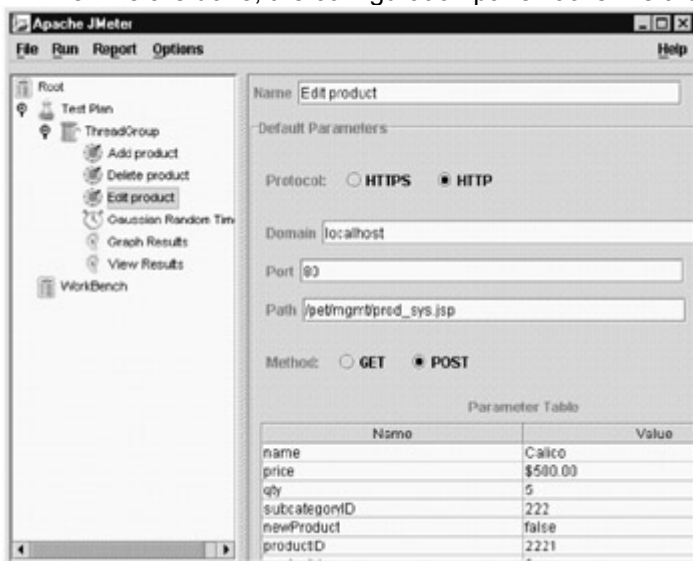 Apache JMeter
File Run Report Options Help
Root
Test Plan
ThreadGroup
Add product
Delete product
Edit product
Gaussian Random Tim
Graph Results
View Results
WorkBench
Name Edit product
Default Parameters
Protocol: HTTPS HTTP
Domain localhost
Port 80
Path /pet/mgmt/prod_sys.jsp
Method: GET POST
Parameter Table
Name Value
name Calico
price $500.00
qty 5
subcategoryID 222
newProduct false
productID 2221